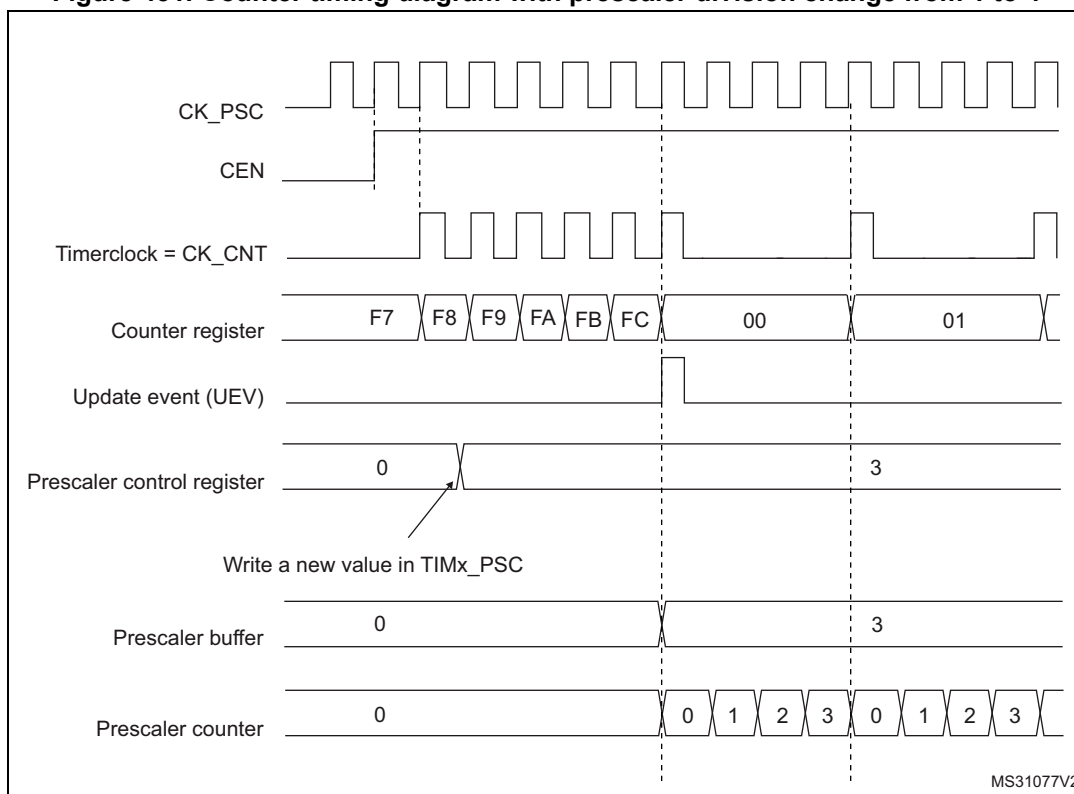 CK_PSC
CEN
Timerclock = CK_CNT
Counter register F7 F8 F9 FA FB FC 00 01
Update event (UEV)
Prescaler control register 0 3
Write a new value in TIMx_PSC
Prescaler buffer 0 3
Prescaler counter 0 0 1 2 3 0 1 2 3
MS31077V2